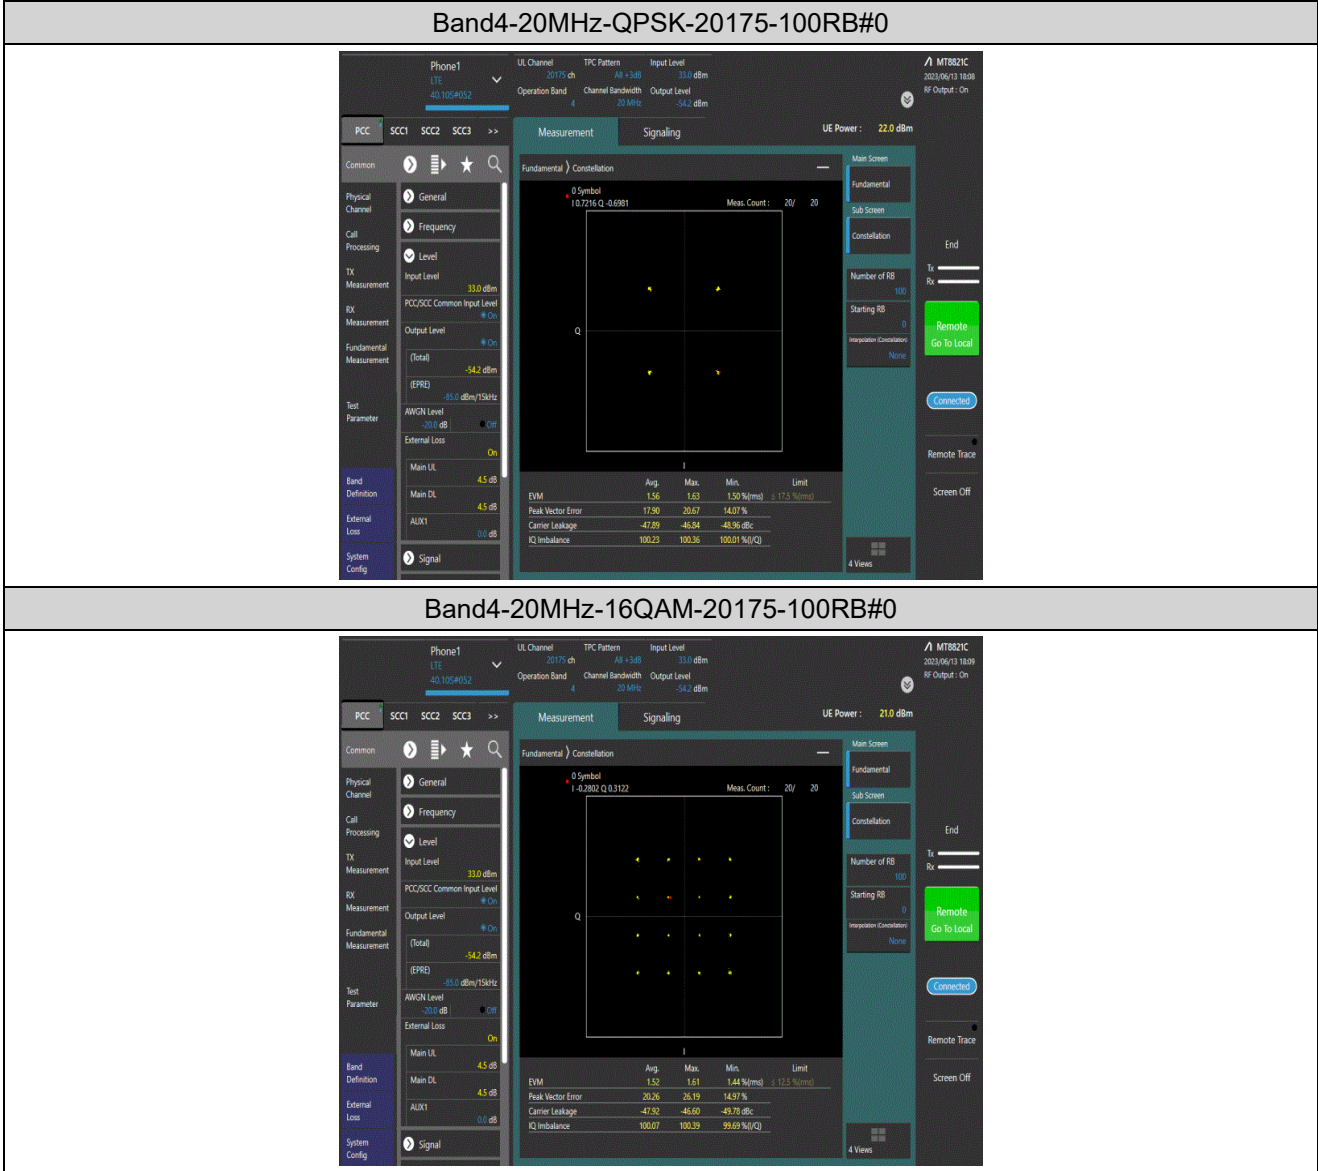 Band4-20MHz-QPSK-20175-100RB#0
Phone1
LTE
40.105#052
UL Channel TPC Pattern Input Level
20175 ch All +3dB 33.0 dBm
Operation Band Channel Bandwidth Output Level
4 20 MHz -54.2 dBm
MT8821C
2023/06/13 18:08
RF Output : On
PCC SCC1 SCC2 SCC3 >>
Measurement Signaling
UE Power : 22.0 dBm
Common
Physical
Channel
Call
Processing
TX
Measurement
RX
Measurement
Fundamental
Measurement
Test
Parameter
Band
Definition
External
Loss
System
Config
General
Frequency
Level
Input Level
33.0 dBm
PCC/SCC Common Input Level
On
Output Level
On
(Total)
-54.2 dBm
(EPRE)
-85.0 dBm/15kHz
AWGN Level
-20.0 dB Off
External Loss
On
Main UL
4.5 dB
Main DL
4.5 dB
AUX1
0.0 dB
Signal
Fundamental 〉 Constellation
0 Symbol
I 0.7216 Q -0.6981 Meas. Count : 20/ 20
Q
I
Avg. Max. Min. Limit
EVM 1.56 1.63 1.50 %(rms) ≤ 17.5 %(rms)
Peak Vector Error 17.90 20.67 14.07 %
Carrier Leakage -47.89 -46.84 -48.96 dBc
IQ Imbalance 100.23 100.36 100.01 %(I/Q)
Main Screen
Fundamental
Sub Screen
Constellation
Number of RB
100
Starting RB
0
Interpolation (Constellation)
None
4 Views
End
Tx
Rx
Remote
Go To Local
Connected
Remote Trace
Screen Off
Band4-20MHz-16QAM-20175-100RB#0
Phone1
LTE
40.105#052
UL Channel TPC Pattern Input Level
20175 ch All +3dB 33.0 dBm
Operation Band Channel Bandwidth Output Level
4 20 MHz -54.2 dBm
MT8821C
2023/06/13 18:09
RF Output : On
PCC SCC1 SCC2 SCC3 >>
Measurement Signaling
UE Power : 21.0 dBm
Common
Physical
Channel
Call
Processing
TX
Measurement
RX
Measurement
Fundamental
Measurement
Test
Parameter
Band
Definition
External
Loss
System
Config
General
Frequency
Level
Input Level
33.0 dBm
PCC/SCC Common Input Level
On
Output Level
On
(Total)
-54.2 dBm
(EPRE)
-85.0 dBm/15kHz
AWGN Level
-20.0 dB Off
External Loss
On
Main UL
4.5 dB
Main DL
4.5 dB
AUX1
0.0 dB
Signal
Fundamental 〉 Constellation
0 Symbol
I -0.2802 Q 0.3122 Meas. Count : 20/ 20
Q
I
Avg. Max. Min. Limit
EVM 1.52 1.61 1.44 %(rms) ≤ 12.5 %(rms)
Peak Vector Error 20.26 26.19 14.97 %
Carrier Leakage -47.92 -46.60 -49.78 dBc
IQ Imbalance 100.07 100.39 99.69 %(I/Q)
Main Screen
Fundamental
Sub Screen
Constellation
Number of RB
100
Starting RB
0
Interpolation (Constellation)
None
4 Views
End
Tx
Rx
Remote
Go To Local
Connected
Remote Trace
Screen Off